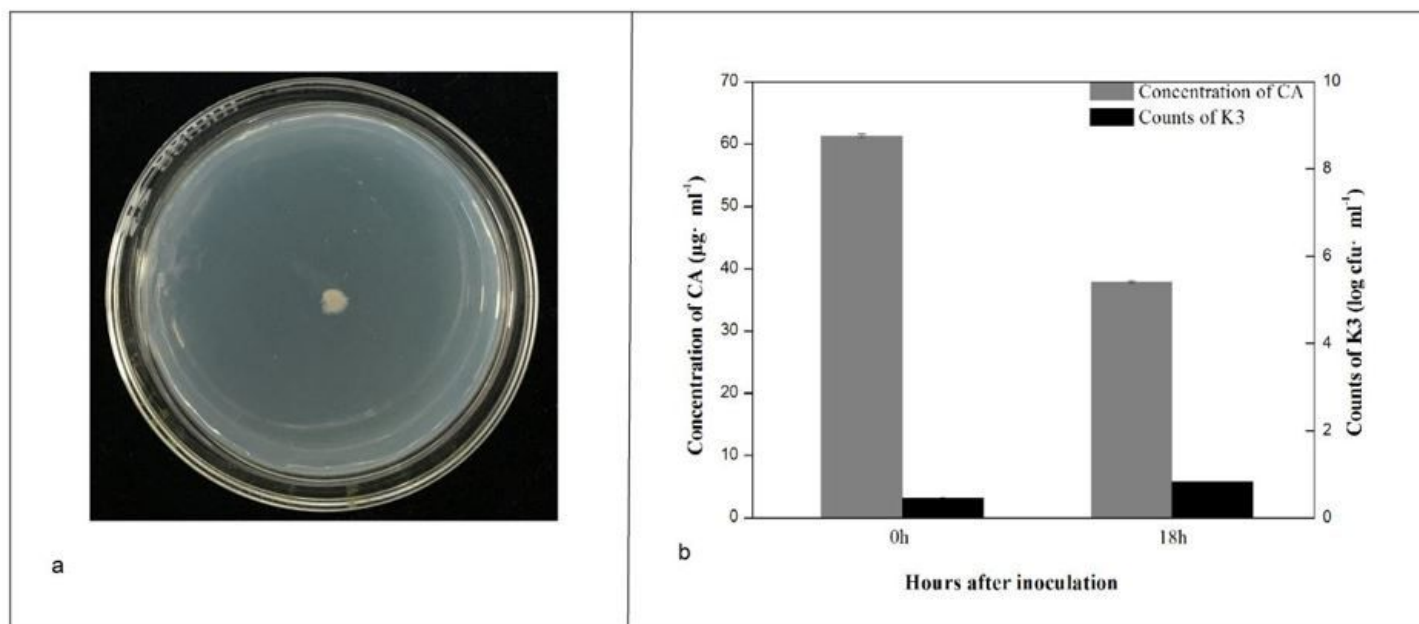 a
70
60
50
40
30
20
10
0
Concentration of CA (µg· ml⁻¹)
Concentration of CA
Counts of K3
10
8
6
4
2
0
Counts of K3 (log cfu· ml⁻¹)
0h
18h
Hours after inoculation
b